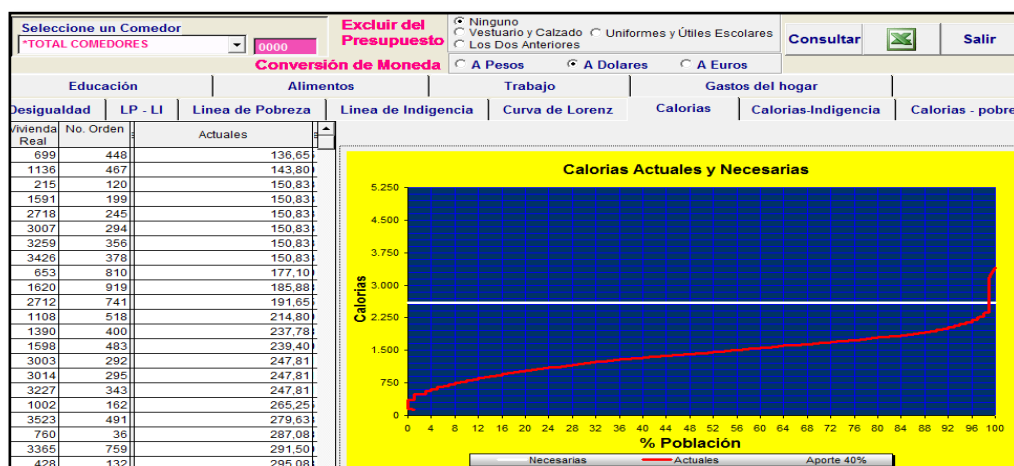 Seleccione un Comedor
*TOTAL COMEDORES
0000
Excluir del
Presupuesto
Ninguno
Vestuario y Calzado
Uniformes y Útiles Escolares
Los Dos Anteriores
Consultar
Salir
Conversión de Moneda
A Pesos
A Dolares
A Euros
Educación
Alimentos
Trabajo
Gastos del hogar
Desigualdad
LP - LI
Linea de Pobreza
Linea de Indigencia
Curva de Lorenz
Calorias
Calorias-Indigencia
Calorias - pobre
Vivienda Real No. Orden Actuales
699 448 136,65
1136 467 143,80
215 120 150,83
1591 199 150,83
2718 245 150,83
3007 294 150,83
3259 356 150,83
3426 378 150,83
653 810 177,10
1620 919 185,88
2712 741 191,65
1108 518 214,80
1390 400 237,78
1598 483 239,40
3003 292 247,81
3014 295 247,81
3227 343 247,81
1002 162 265,25
3523 491 279,63
760 36 287,08
3365 759 291,50
428 132 295,08
Calorias Actuales y Necesarias
Calorias
5.250
4.500
3.750
3.000
2.250
1.500
750
0
0 4 8 12 16 20 24 28 32 36 40 44 48 52 56 60 64 68 72 76 80 84 88 92 96 100
% Población
Necesarias Actuales Aporte 40%